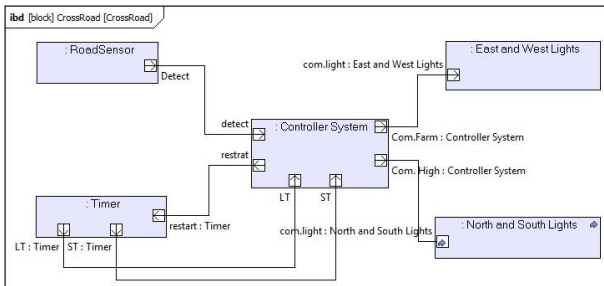 ibd [block] CrossRoad [CrossRoad]
: RoadSensor
Detect
: East and West Lights
com.light : East and West Lights
detect
: Controller System
Com.Farm : Controller System
restrat
Com. High : Controller System
LT
ST
: Timer
restart : Timer
LT : Timer
ST : Timer
com.light : North and South Lights
: North and South Lights